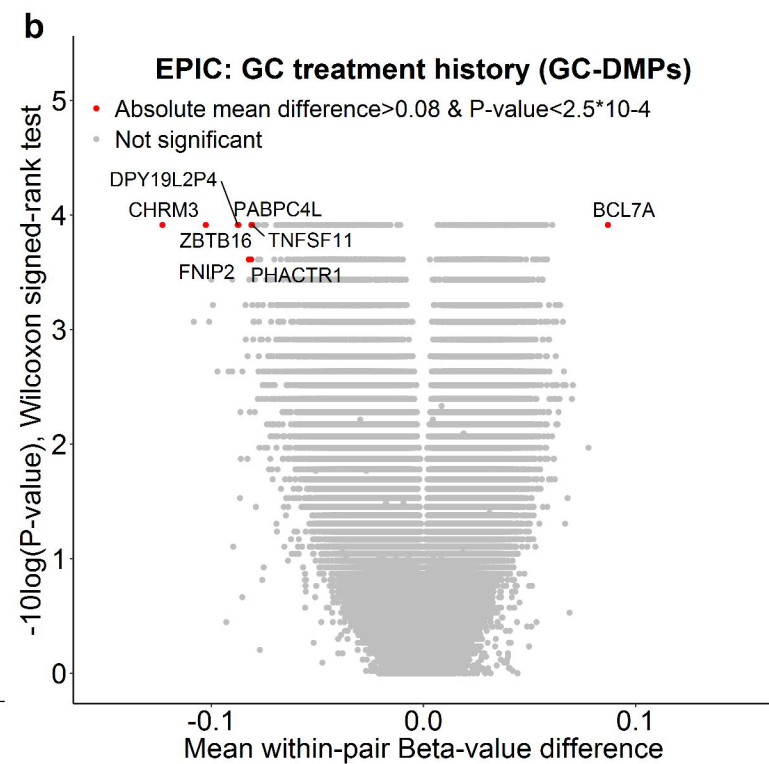 b
EPIC: GC treatment history (GC-DMPs)
Absolute mean difference>0.08 & P-value<2.5*10-4
Not significant
DPY19L2P4
CHRM3
PABPC4L
BCL7A
ZBTB16
TNFSF11
FNIP2
PHACTR1
-10log(P-value), Wilcoxon signed-rank test
5
4
3
2
1
0
-0.1
0.0
0.1
Mean within-pair Beta-value difference